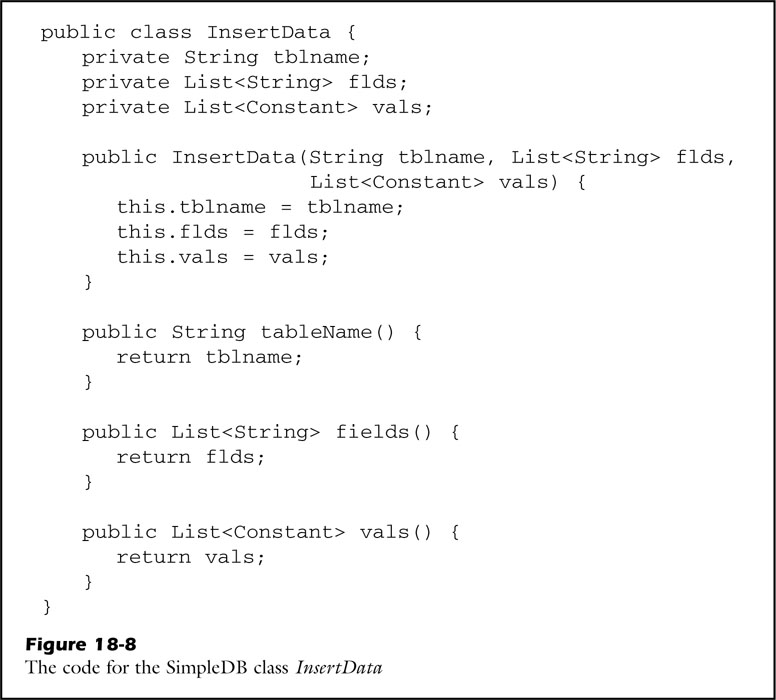 public class InsertData {
private String tblname;
private List<String> flds;
private List<Constant> vals;
public InsertData(String tblname, List<String> flds,
List<Constant> vals) {
this.tblname = tblname;
this.flds = flds;
this.vals = vals;
}
public String tableName() {
return tblname;
}
public List<String> fields() {
return flds;
}
public List<Constant> vals() {
return vals;
}
}
Figure 18-8
The code for the SimpleDB class InsertData